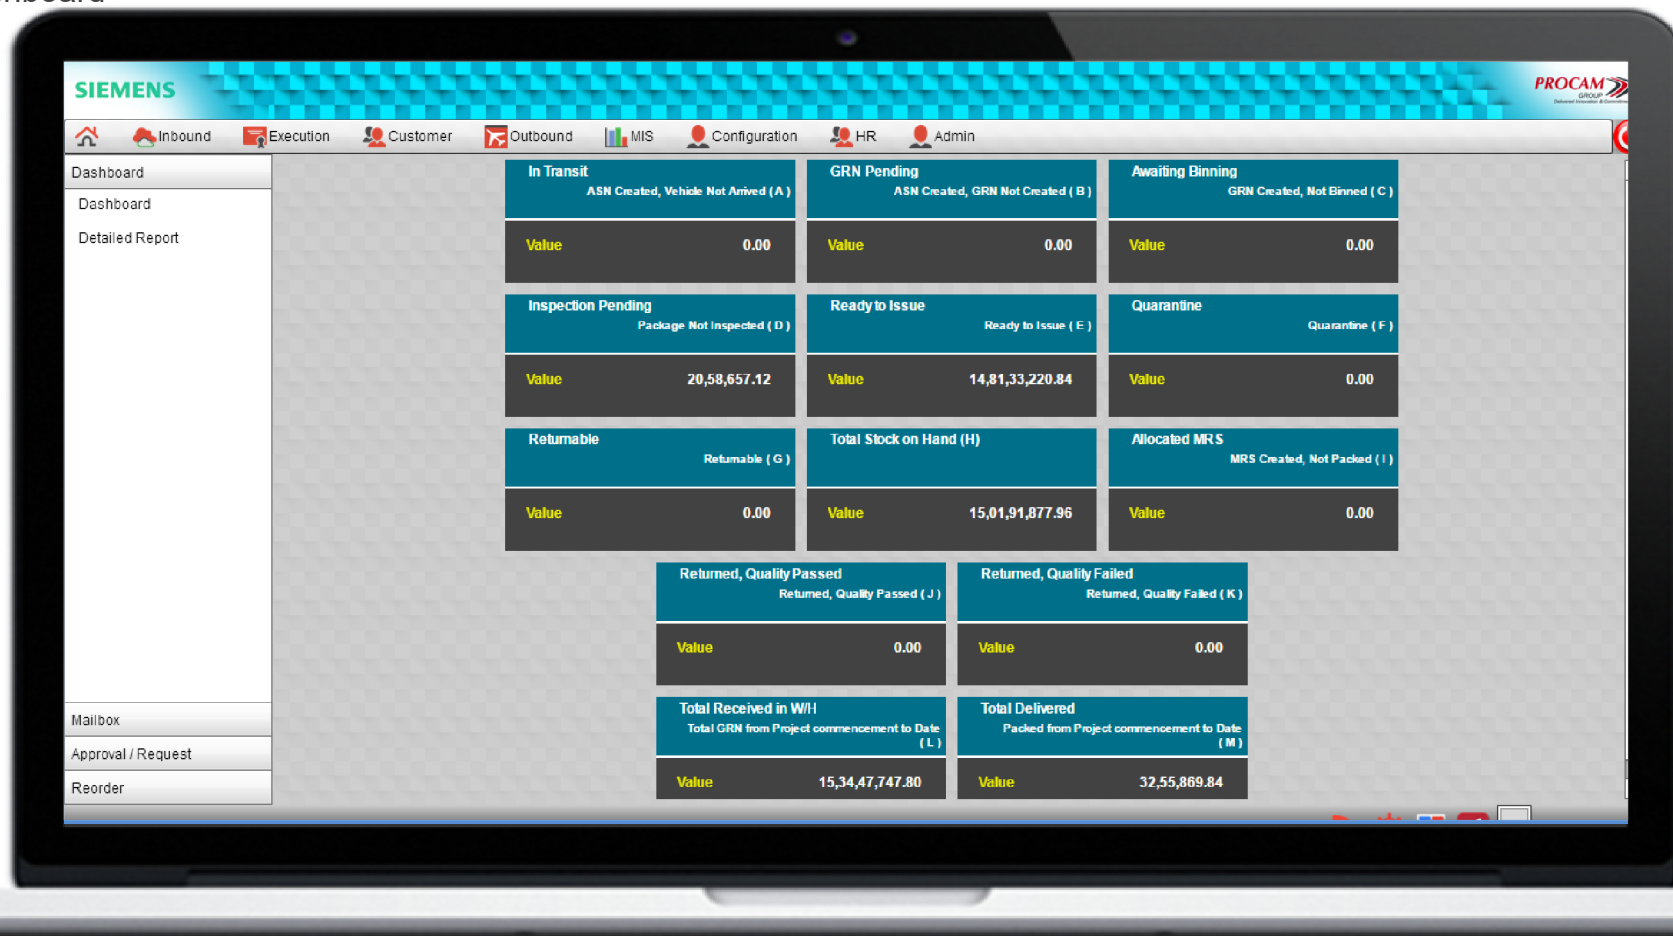 SIEMENS
PROCAM
GROUP
Inbound Execution Customer Outbound MIS Configuration HR Admin
Dashboard
Dashboard
Detailed Report
Mailbox
Approval / Request
Reorder
In Transit
ASN Created, Vehicle Not Arrived ( A )
Value 0.00
GRN Pending
ASN Created, GRN Not Created ( B )
Value 0.00
Awaiting Binning
GRN Created, Not Binned ( C )
Value 0.00
Inspection Pending
Package Not Inspected ( D )
Value 20,58,657.12
Ready to Issue
Ready to Issue ( E )
Value 14,81,33,220.84
Quarantine
Quarantine ( F )
Value 0.00
Returnable
Returnable ( G )
Value 0.00
Total Stock on Hand (H)
Value 15,01,91,877.96
Allocated MRS
MRS Created, Not Packed ( I )
Value 0.00
Returned, Quality Passed
Returned, Quality Passed ( J )
Value 0.00
Returned, Quality Failed
Returned, Quality Failed ( K )
Value 0.00
Total Received in W/H
Total GRN from Project commencement to Date
( L )
Value 15,34,47,747.80
Total Delivered
Packed from Project commencement to Date
( M )
Value 32,55,869.84